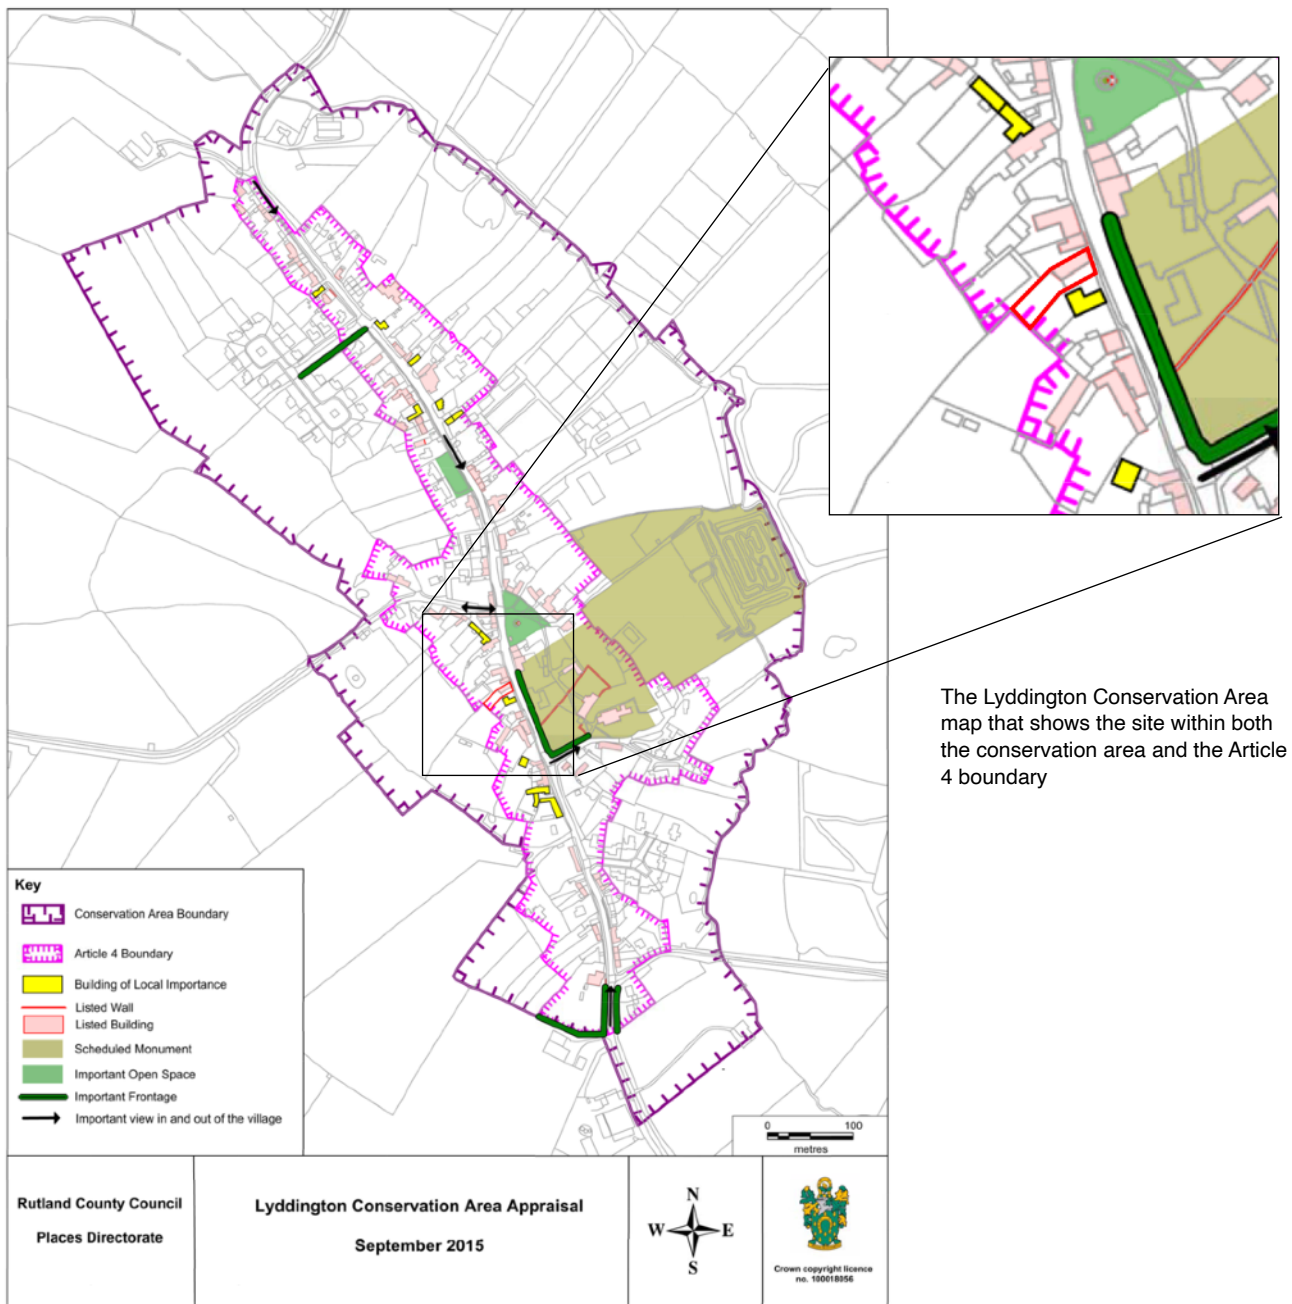 The Lyddington Conservation Area
map that shows the site within both
the conservation area and the Article
4 boundary
Key
Conservation Area Boundary
Article 4 Boundary
Building of Local Importance
Listed Wall
Listed Building
Scheduled Monument
Important Open Space
Important Frontage
Important view in and out of the village
0 100
metres
Rutland County Council
Places Directorate
Lyddington Conservation Area Appraisal
September 2015
N
W E
S
Crown copyright licence
no. 100018056